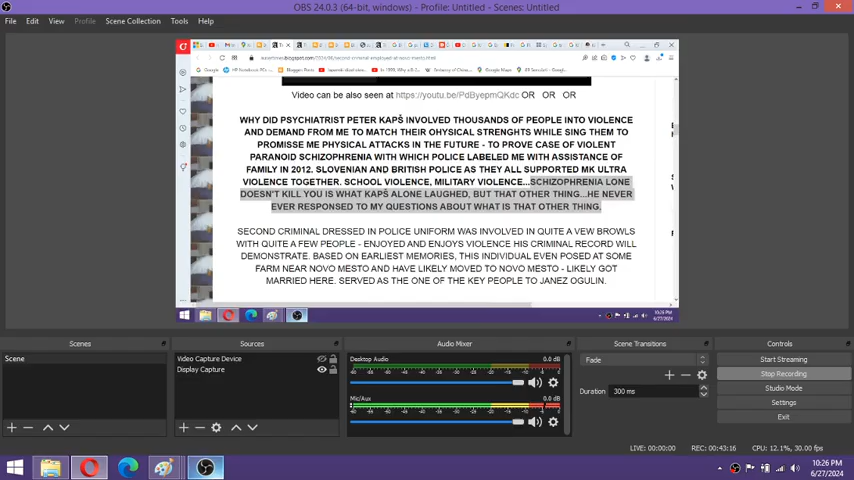 OBS 24.0.3 (64-bit, windows) - Profile: Untitled - Scenes: Untitled
File Edit View Profile Scene Collection Tools Help
Video can be also seen at https://youtu.be/PdByepmQKdc OR OR OR
WHY DID PSYCHIATRIST PETER KAPŠ INVOLVED THOUSANDS OF PEOPLE INTO VIOLENCE
AND DEMAND FROM ME TO MATCH THEIR OHYSICAL STRENGHTS WHILE SING THEM TO
PROMISSE ME PHYSICAL ATTACKS IN THE FUTURE - TO PROVE CASE OF VIOLENT
PARANOID SCHIZOPHRENIA WITH WHICH POLICE LABELED ME WITH ASSISTANCE OF
FAMILY IN 2012. SLOVENIAN AND BRITISH POLICE AS THEY ALL SUPPORTED MK ULTRA
VIOLENCE TOGETHER. SCHOOL VIOLENCE, MILITARY VIOLENCE...SCHIZOPHRENIA LONE
DOESN'T KILL YOU IS WHAT KAPŠ ALONE LAUGHED, BUT THAT OTHER THING...HE NEVER
EVER RESPONSED TO MY QUESTIONS ABOUT WHAT IS THAT OTHER THING.
SECOND CRIMINAL DRESSED IN POLICE UNIFORM WAS INVOLVED IN QUITE A VEW BROWLS
WITH QUITE A FEW PEOPLE - ENJOYED AND ENJOYS VIOLENCE HIS CRIMINAL RECORD WILL
DEMONSTRATE. BASED ON EARLIEST MEMORIES, THIS INDIVIDUAL EVEN POSED AT SOME
FARM NEAR NOVO MESTO AND HAVE LIKELY MOVED TO NOVO MESTO - LIKELY GOT
MARRIED HERE. SERVED AS THE ONE OF THE KEY PEOPLE TO JANEZ OGULIN.
10:26 PM
6/27/2024
Scenes Sources Audio Mixer Scene Transitions Controls
Scene
Video Capture Device
Display Capture
Desktop Audio 0.0 dB
Mic/Aux 0.0 dB
Fade
Duration 300 ms
Start Streaming
Stop Recording
Studio Mode
Settings
Exit
LIVE: 00:00:00 REC: 00:43:16 CPU: 12.1%, 30.00 fps
10:26 PM
6/27/2024